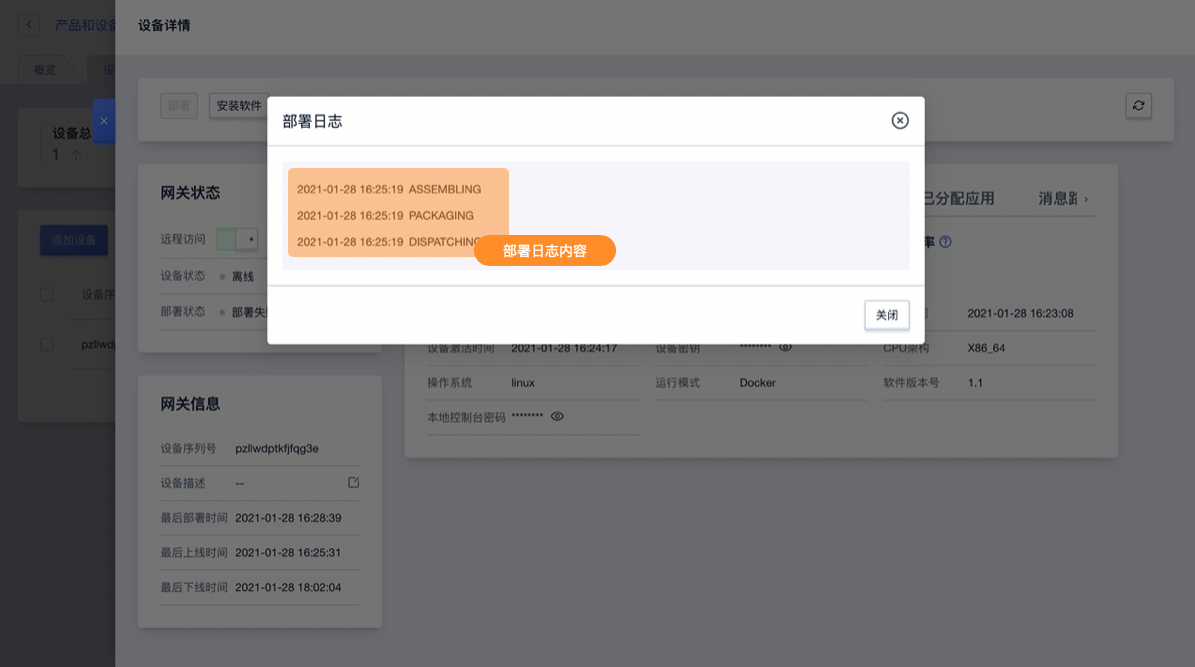 产品和设备
设备详情
概览
部署
安装软件
部署日志
设备总
1 个
2021-01-28 16:25:19 ASSEMBLING
2021-01-28 16:25:19 PACKAGING
2021-01-28 16:25:19 DISPATCHING
部署日志内容
关闭
网关状态
已分配应用
消息路
添加设备
远程访问
率
设备状态
离线
部署状态
部署失
2021-01-28 16:23:08
设备序
pzllwd
设备激活时间 2021-01-28 16:24:17
设备密钥 ********
CPU架构 X86_64
操作系统 linux
运行模式 Docker
软件版本号 1.1
本地控制台密码 ********
网关信息
设备序列号 pzllwdptkfjfqg3e
设备描述 --
最后部署时间 2021-01-28 16:28:39
最后上线时间 2021-01-28 16:25:31
最后下线时间 2021-01-28 18:02:04